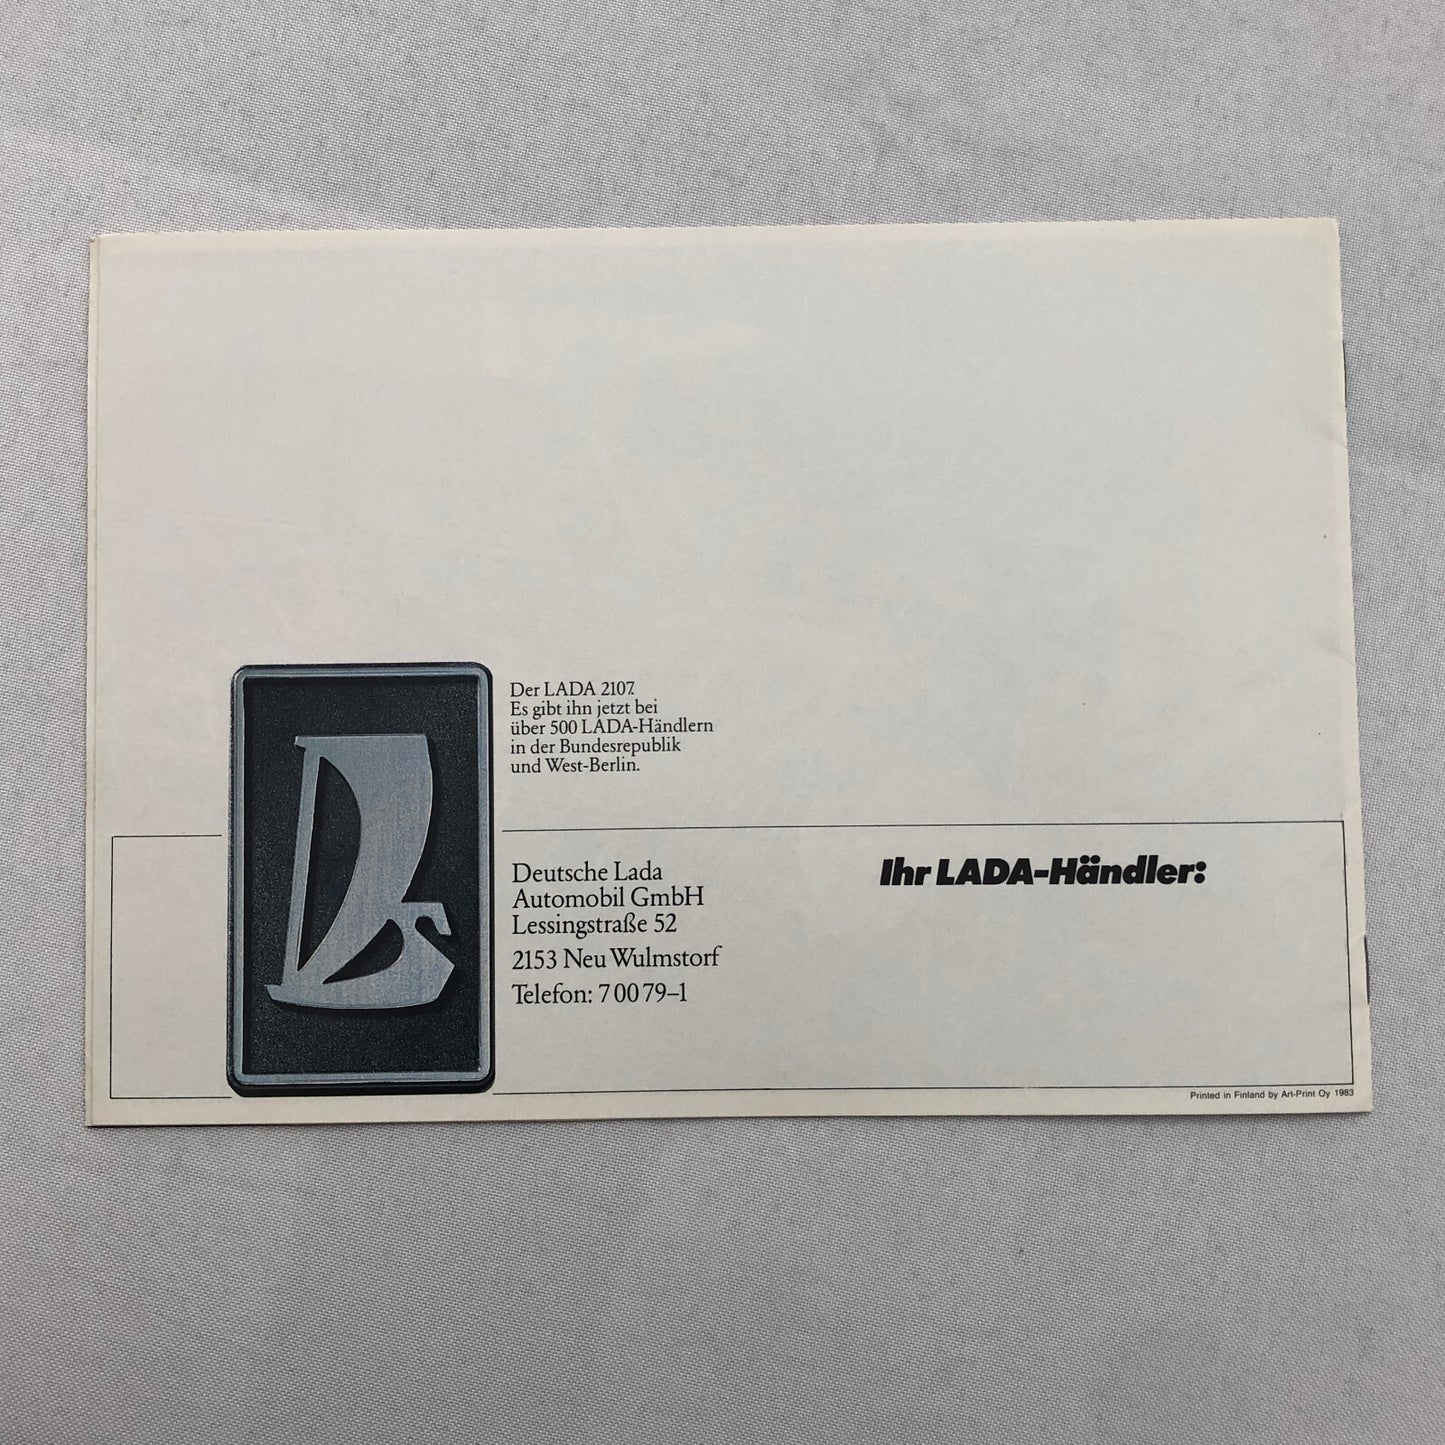 Der LADA 2107.
Es gibt ihn jetzt bei
über 500 LADA-Händlern
in der Bundesrepublik
und West-Berlin.
Deutsche Lada
Automobil GmbH
Lessingstraße 52
2153 Neu Wulmstorf
Telefon: 7 00 79–1
Ihr LADA-Händler:
Printed in Finland by Art-Print Oy 1983